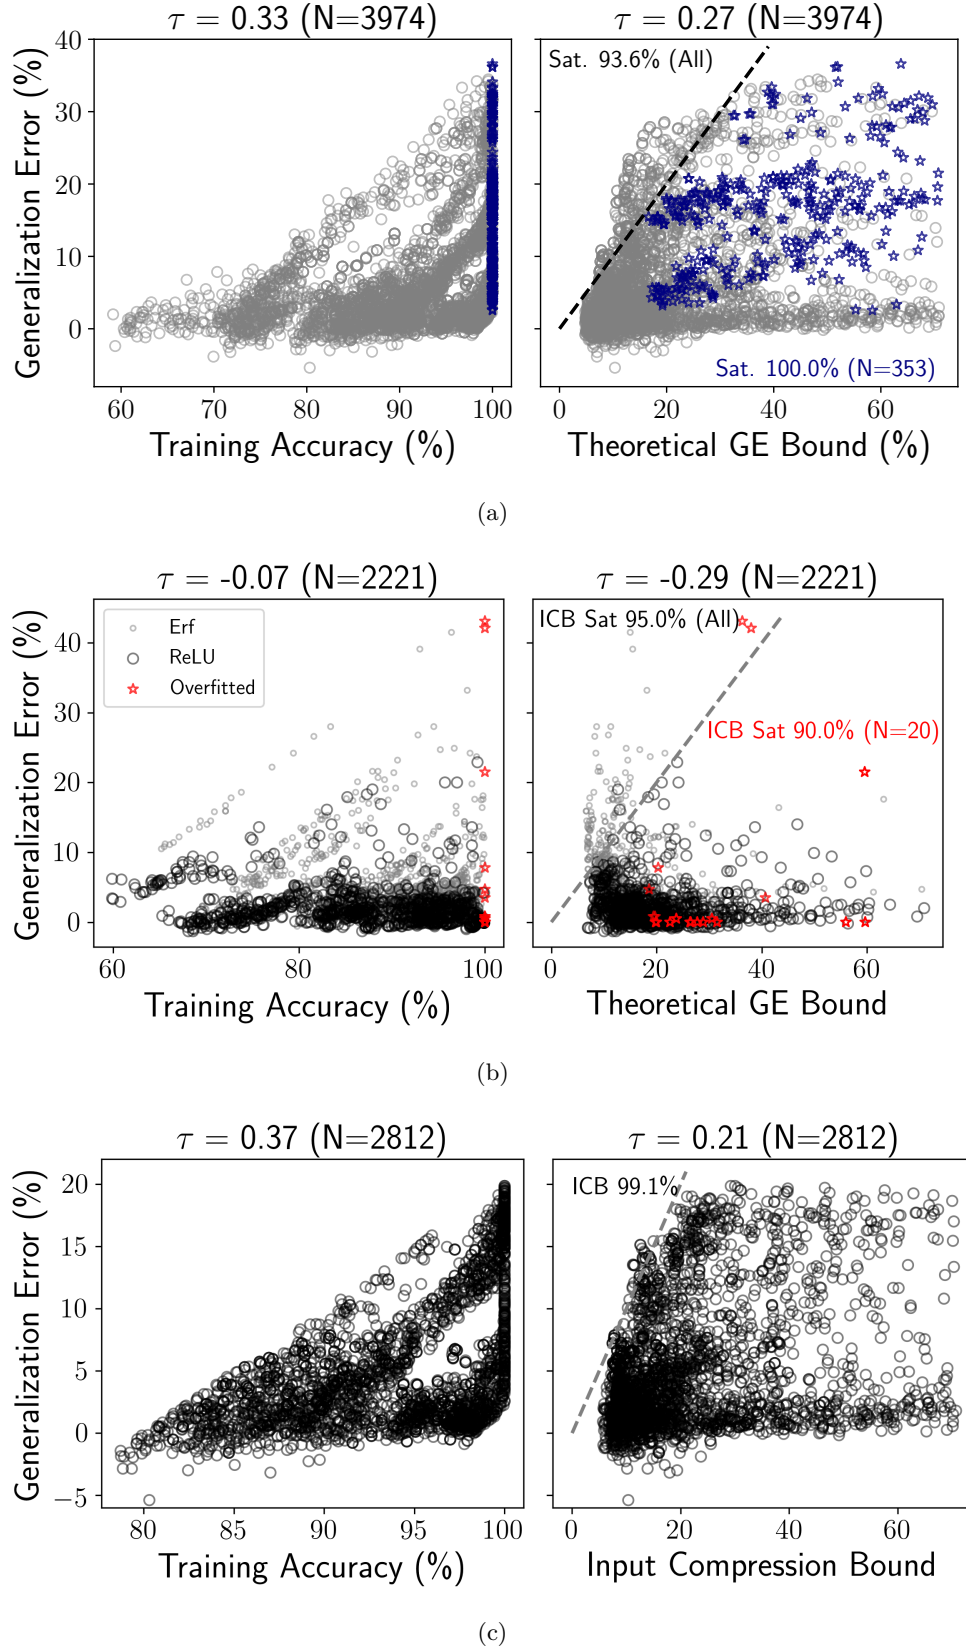 τ = 0.33 (N=3974)
τ = 0.27 (N=3974)
Generalization Error (%)
40
30
20
10
0
Sat. 93.6% (All)
Sat. 100.0% (N=353)
60 70 80 90 100
0 20 40 60
Training Accuracy (%)
Theoretical GE Bound (%)
(a)
τ = -0.07 (N=2221)
τ = -0.29 (N=2221)
Generalization Error (%)
40
30
20
10
0
Erf
ReLU
Overfitted
ICB Sat 95.0% (All)
ICB Sat 90.0% (N=20)
60 80 100
0 20 40 60
Training Accuracy (%)
Theoretical GE Bound
(b)
τ = 0.37 (N=2812)
τ = 0.21 (N=2812)
Generalization Error (%)
20
15
10
5
0
−5
ICB 99.1%
80 85 90 95 100
0 20 40 60
Training Accuracy (%)
Input Compression Bound
(c)